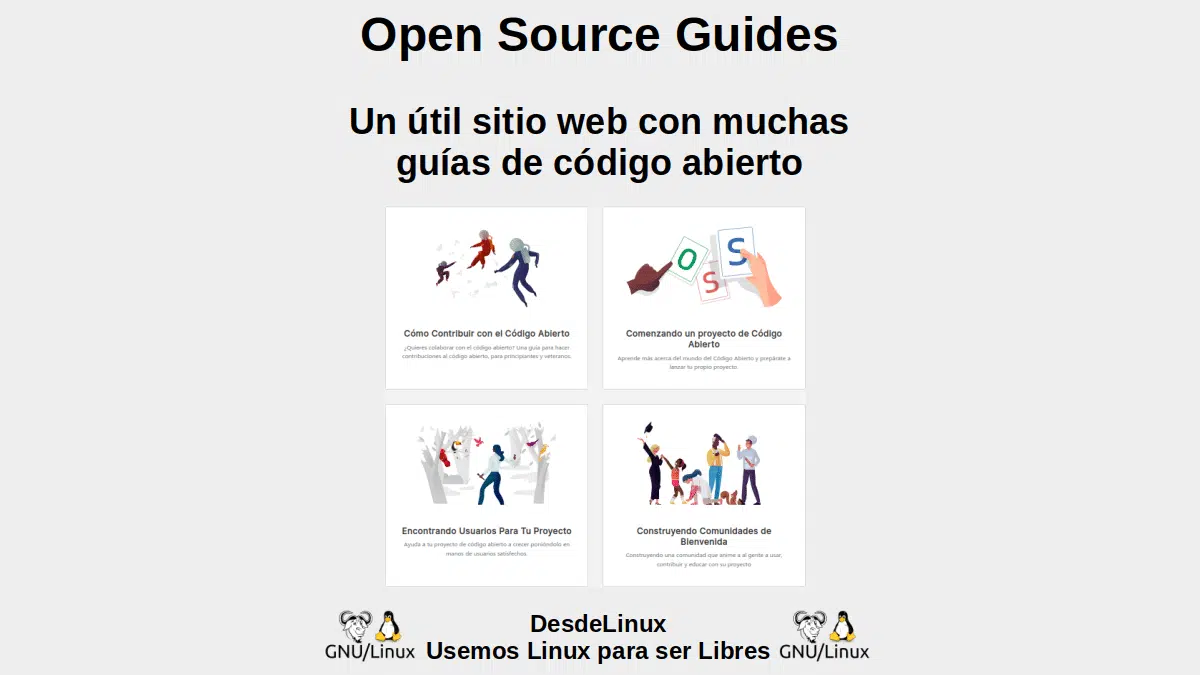 Open Source Guides
Un útil sitio web con muchas
guías de código abierto
O
S
S
Cómo Contribuir con el Código Abierto
¿Quieres colaborar con el código abierto? Una guía para hacer
contribuciones al código abierto, para principiantes y veteranos.
Comenzando un proyecto de Código
Abierto
Aprende más acerca del mundo del Código Abierto y prepárate a
lanzar tu propio proyecto.
Encontrando Usuarios Para Tu Proyecto
Ayuda a tu proyecto de código abierto a crecer poniéndolo en
manos de usuarios satisfechos.
Construyendo Comunidades de
Bienvenida
Construyendo una comunidad que anime a al gente a usar,
contribuir y educar con su proyecto.
GNU/Linux
DesdeLinux
Usemos Linux para ser Libres
GNU/Linux